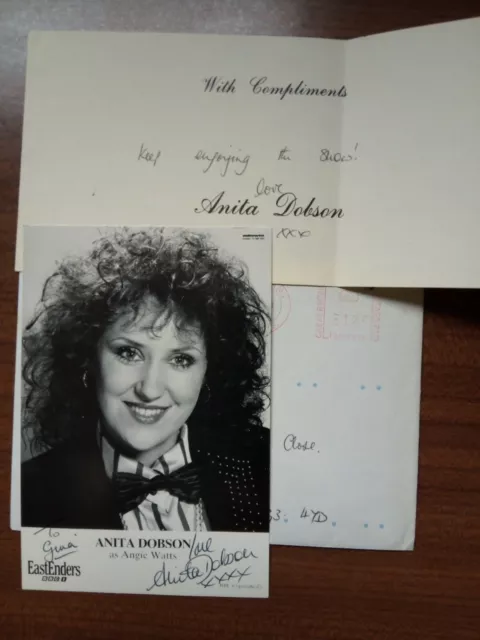 With Compliments
Keep enjoying the show!
love
Anita Dobson
xxx
Close.
4YD
To
Gina
ANITA DOBSON
as Angie Watts
love
Anita Dobson
xxxx
EastEnders
BBC 1